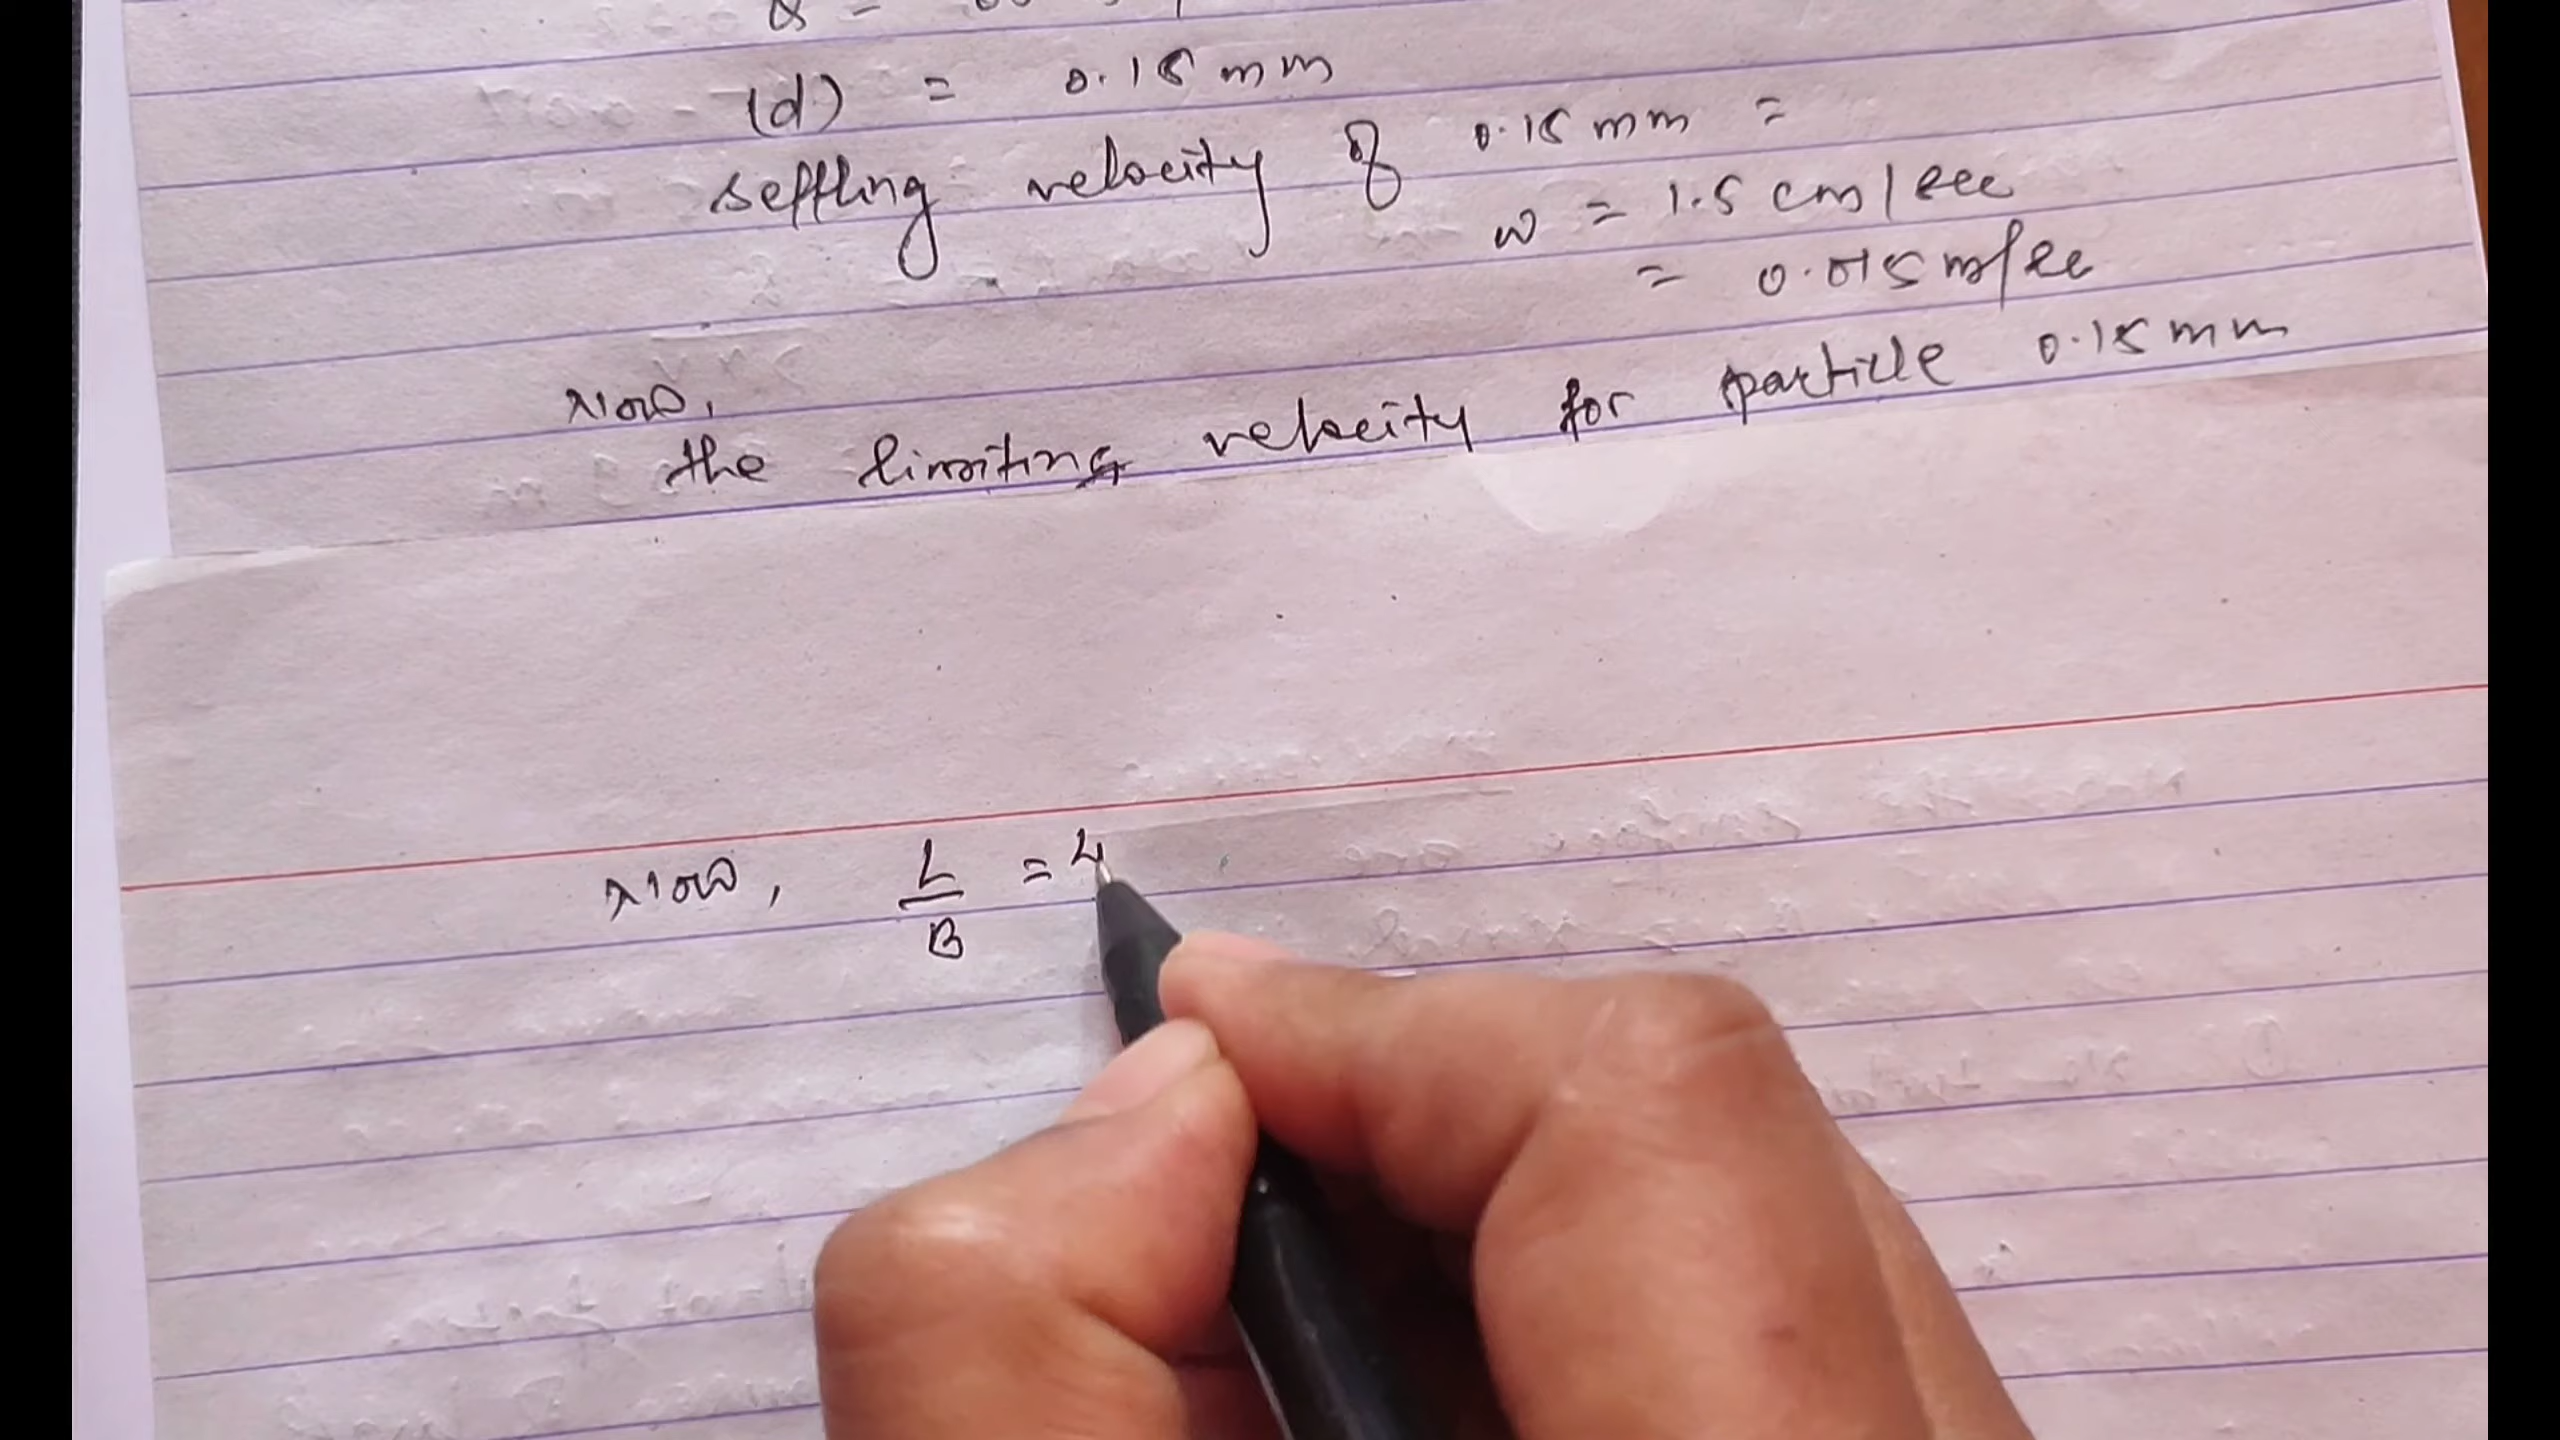 (d) = 0.15 mm
settling velocity of 0.15 mm =
w = 1.5 cm/sec
= 0.015 m/sec
Now,
the limiting velocity for particle 0.15 mm
Now, L/B = 4